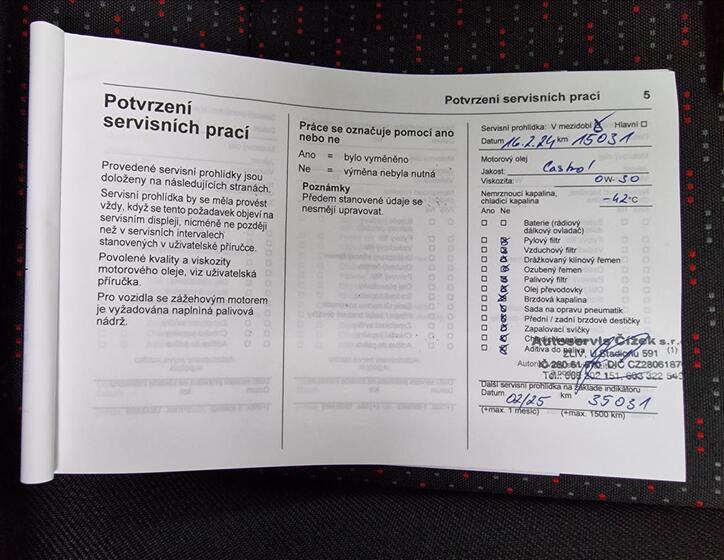 Potvrzení
servisních prací
Provedené servisní prohlídky jsou
doloženy na následujících stranách.
Servisní prohlídka by se měla provést
vždy, když se tento požadavek objeví na
servisním displeji, nicméně ne později
než v servisních intervalech
stanovených v uživatelské příručce.
Povolené kvality a viskozity
motorového oleje, viz uživatelská
příručka.
Pro vozidla se zážehovým motorem
je vyžadována naplniná palivová
nádrž.
Práce se označuje pomocí ano
nebo ne
Ano = bylo vyměněno
Ne = výměna nebyla nutná
Poznámky
Předem stanovené údaje se
nesmějí upravovat.
Potvrzení servisních prací 5
Servisní prohlídka: V mezidobí Hlavní
Datum 16.2.24 km 15031
Motorový olej
Jakost: Castrol
Viskozita: 0W-30
Nemrznoucí kapalina,
chladicí kapalina -42 °C
Ano Ne
Baterie (rádiový
dálkový ovladač)
Pylový filtr
Vzduchový filtr
Drážkovaný klínový řemen
Ozubený řemen
Palivový filtr
Olej převodovky
Brzdová kapalina
Sada na opravu pneumatik
Přední / zadní brzdové destičky
Zapalovací svíčky
Aditiva do paliva (1)
Autoservis Čížek s.r.o.
ZLIV, U Stadionu 591
DIČ CZ2806187
Další servisní prohlídka na základě indikátoru
Datum 02/25 km 35031
(+max. 1 měsíc) (+max. 1500 km)